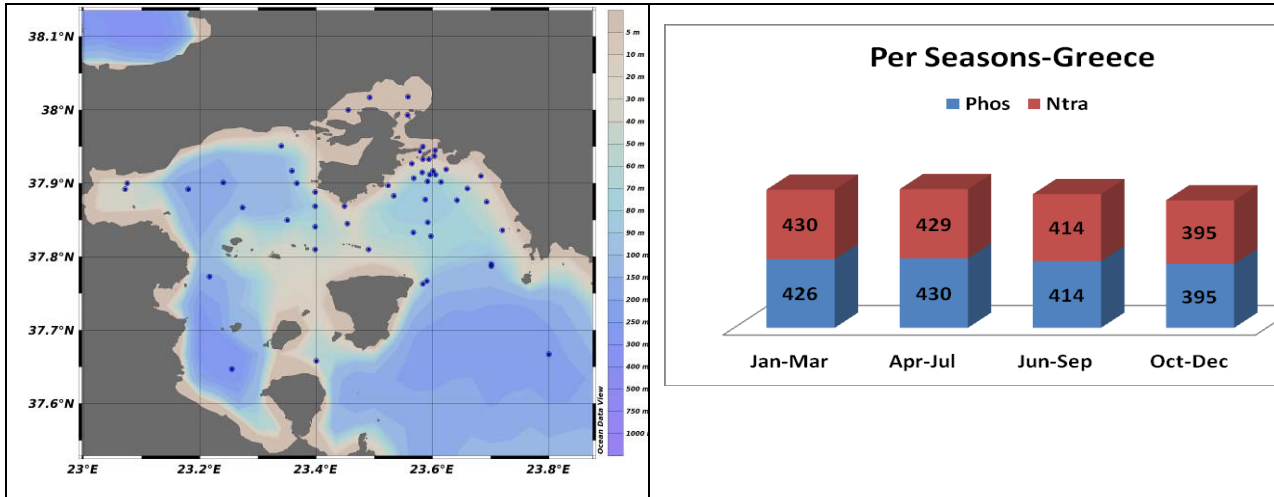 38.1°N
38°N
37.9°N
37.8°N
37.7°N
37.6°N
23°E 23.2°E 23.4°E 23.6°E 23.8°E
5 m
10 m
20 m
30 m
40 m
50 m
60 m
70 m
80 m
90 m
100 m
150 m
200 m
250 m
300 m
400 m
500 m
750 m
1000 m
Ocean Data View
Per Seasons-Greece
Phos Ntra
430 429 414 395
426 430 414 395
Jan-Mar Apr-Jul Jun-Sep Oct-Dec